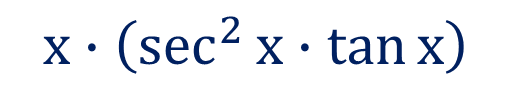 x · (sec² x · tan x)